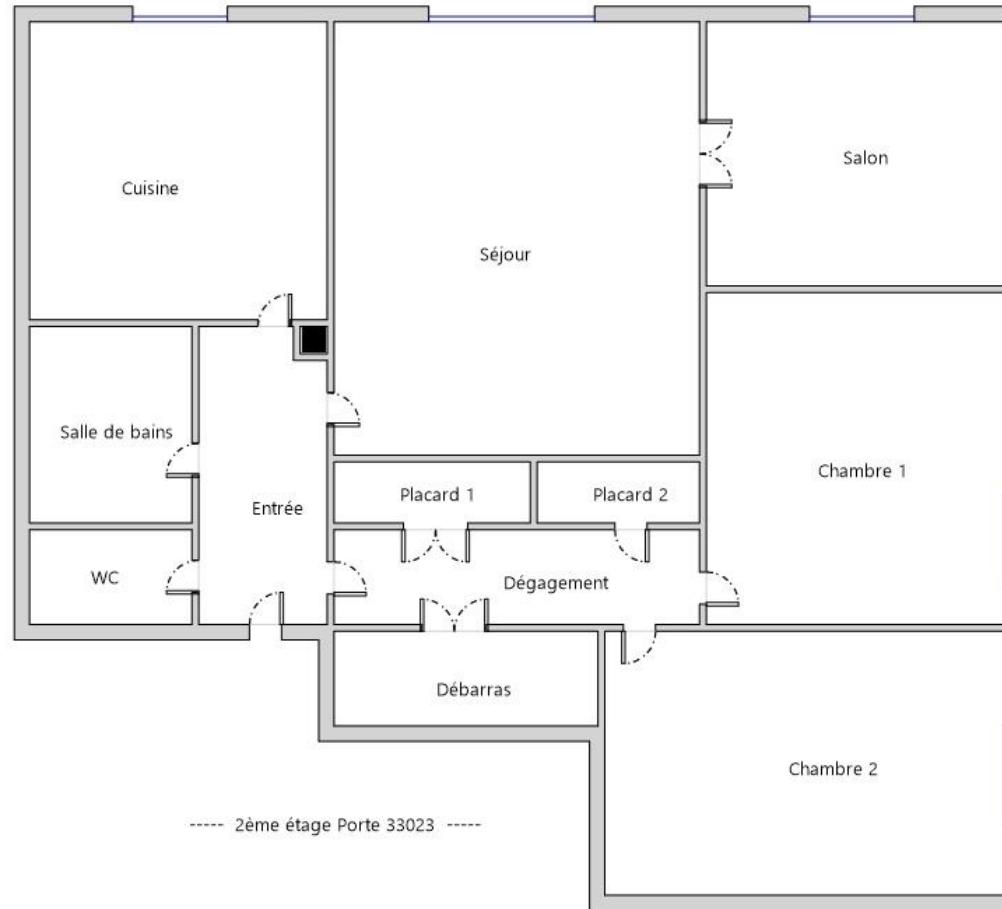 Salon
Cuisine
Séjour
Salle de bains
Chambre 1
Placard 1
Placard 2
Entrée
WC
Dégagement
Débarras
Chambre 2
----- 2ème étage Porte 33023 -----